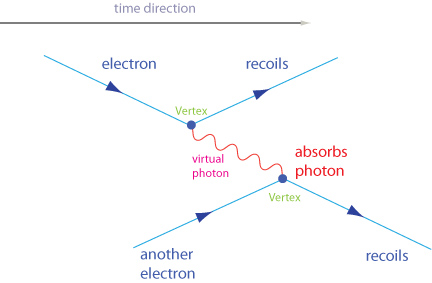 time direction
electron
recoils
Vertex
virtual
photon
absorbs
photon
Vertex
another
electron
recoils